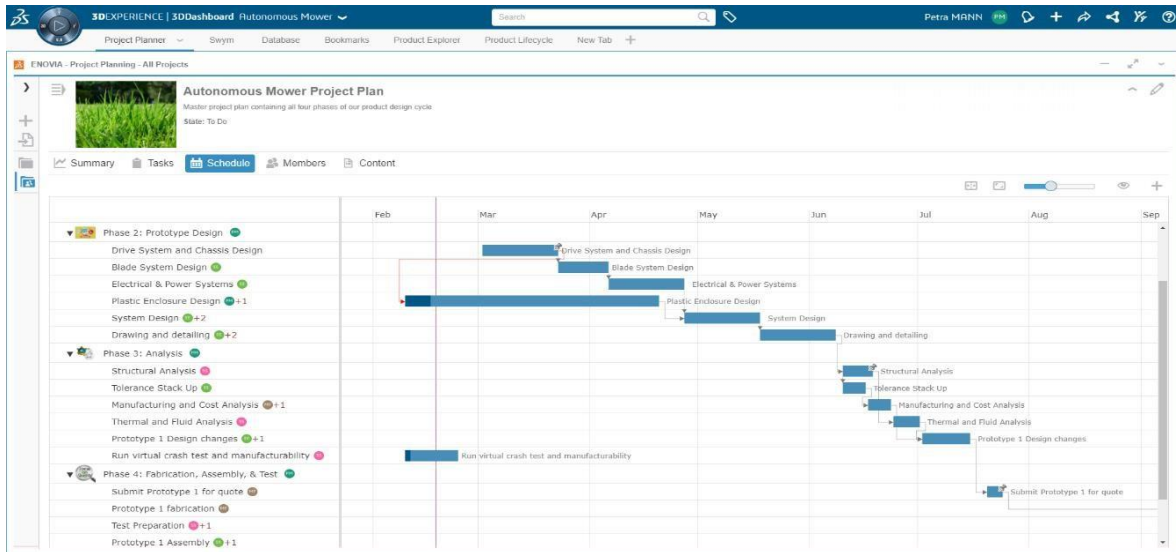 3DEXPERIENCE | 3DDashboard Autonomous Mower
Search
Petra MANN PM
Project Planner Swym Database Bookmarks Product Explorer Product Lifecycle New Tab
ENOVIA - Project Planning - All Projects
Autonomous Mower Project Plan
Master project plan containing all four phases of our product design cycle
State: To Do
Summary Tasks Schedule Members Content
Feb Mar Apr May Jun Jul Aug Sep
Phase 2: Prototype Design
Drive System and Chassis Design Drive System and Chassis Design
Blade System Design Blade System Design
Electrical & Power Systems Electrical & Power Systems
Plastic Enclosure Design +1 Plastic Enclosure Design
System Design +2 System Design
Drawing and detailing +2 Drawing and detailing
Phase 3: Analysis
Structural Analysis Structural Analysis
Tolerance Stack Up Tolerance Stack Up
Manufacturing and Cost Analysis +1 Manufacturing and Cost Analysis
Thermal and Fluid Analysis Thermal and Fluid Analysis
Prototype 1 Design changes +1 Prototype 1 Design changes
Run virtual crash test and manufacturability Run virtual crash test and manufacturability
Phase 4: Fabrication, Assembly, & Test
Submit Prototype 1 for quote Submit Prototype 1 for quote
Prototype 1 fabrication
Test Preparation +1
Prototype 1 Assembly +1